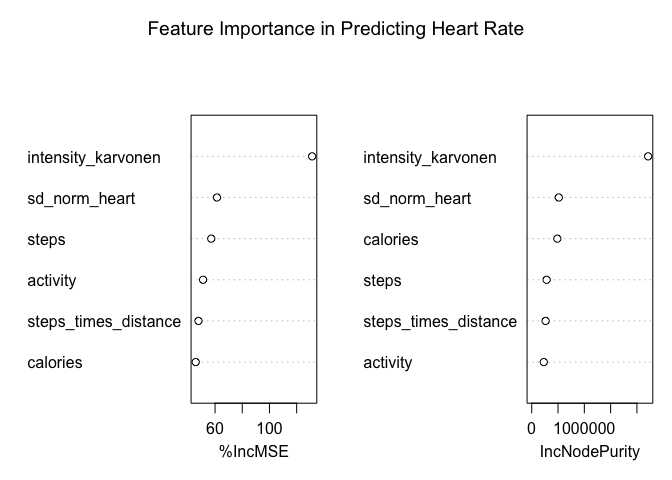 Feature Importance in Predicting Heart Rate
intensity_karvonen
sd_norm_heart
steps
activity
steps_times_distance
calories
60 100
%IncMSE
intensity_karvonen
sd_norm_heart
calories
steps
steps_times_distance
activity
0 1000000
IncNodePurity